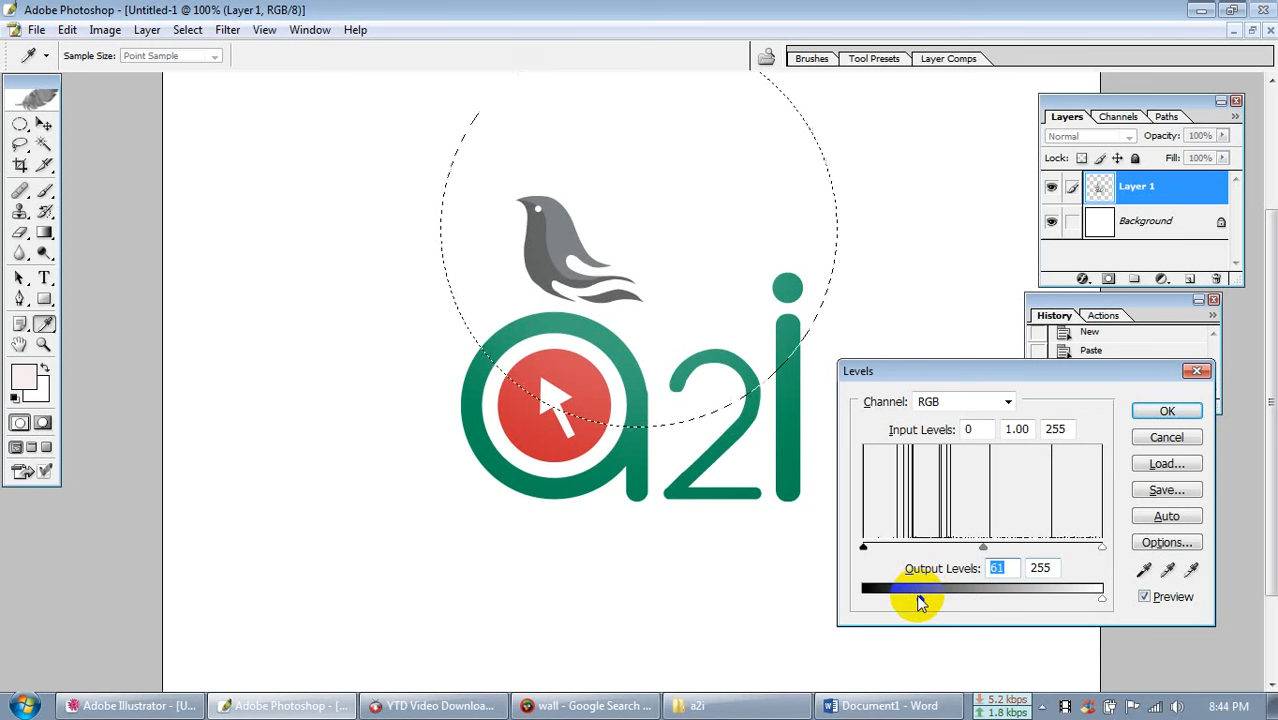 Adobe Photoshop - [Untitled-1 @ 100% (Layer 1, RGB/8)]
File Edit Image Layer Select Filter View Window Help
Sample Size: Point Sample
Brushes Tool Presets Layer Comps
Layers Channels Paths
Normal Opacity: 100%
Lock: Fill: 100%
Layer 1
Background
History Actions
New
Paste
a2i
Levels
Channel: RGB
OK
Input Levels: 0 1.00 255
Cancel
Load...
Save...
Auto
Options...
Output Levels: 61 255
Preview
Adobe Illustrator - [U...
Adobe Photoshop - [...
YTD Video Downloa...
wall - Google Search ...
a2i
Document1 - Word
5.2 kbps
1.8 kbps
8:44 PM